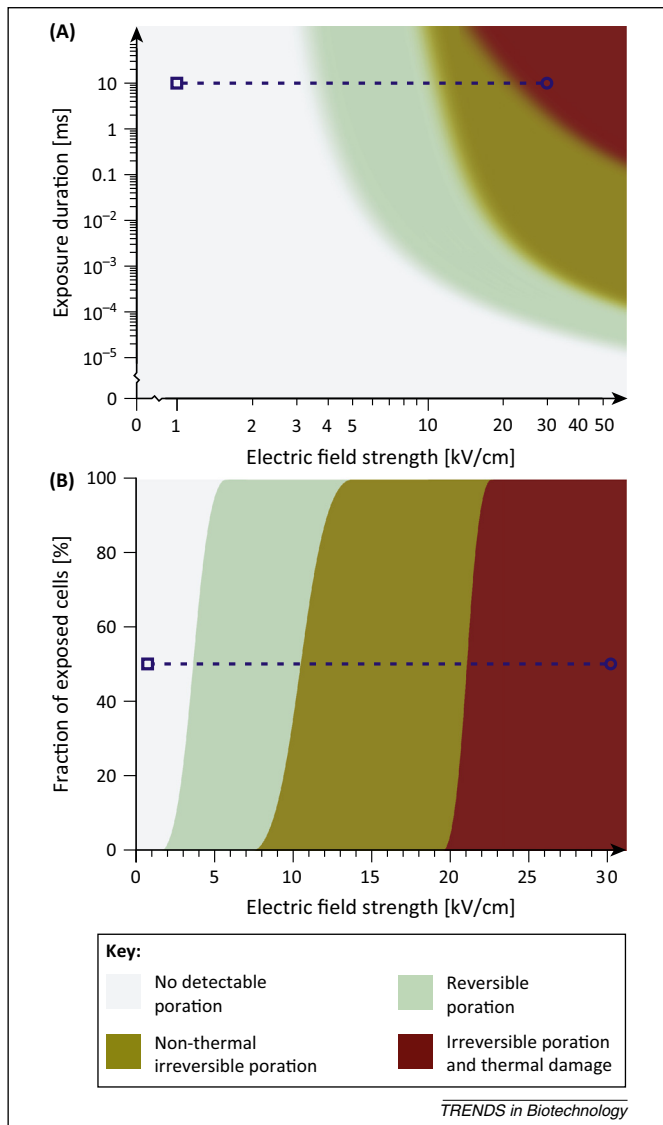 (A)
Exposure duration [ms]
10
1
0.1
10⁻²
10⁻³
10⁻⁴
10⁻⁵
0
0 1 2 3 4 5 10 20 30 40 50
Electric field strength [kV/cm]
(B)
Fraction of exposed cells [%]
100
80
60
40
20
0
0 5 10 15 20 25 30
Electric field strength [kV/cm]
Key:
No detectable
poration
Reversible
poration
Non-thermal
irreversible poration
Irreversible poration
and thermal damage
TRENDS in Biotechnology